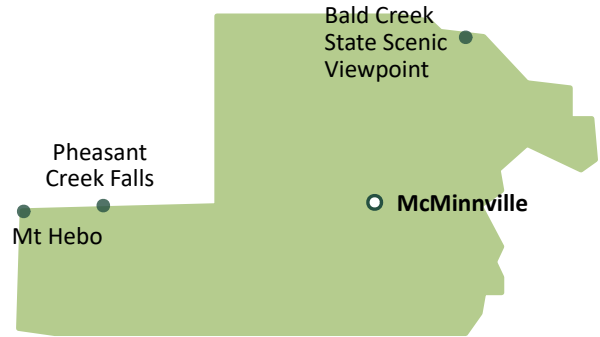 Bald Creek
State Scenic
Viewpoint
Pheasant
Creek Falls
McMinnville
Mt Hebo